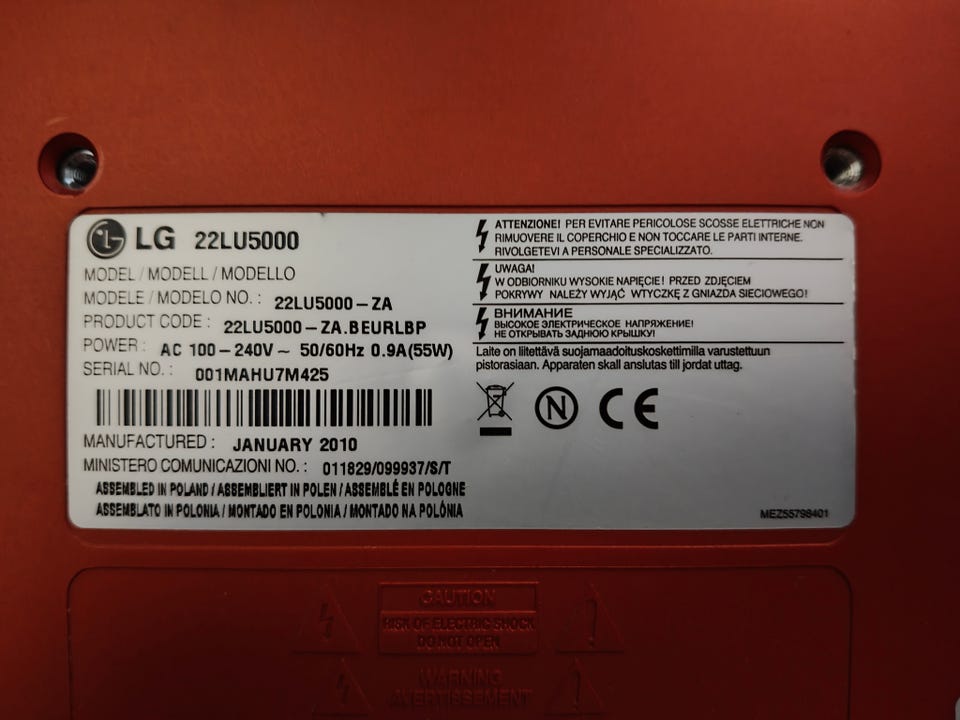 LG 22LU5000
MODEL / MODELL / MODELLO
MODELE / MODELO NO. : 22LU5000-ZA
PRODUCT CODE : 22LU5000-ZA.BEURLBP
POWER : AC 100-240V ~ 50/60Hz 0.9A(55W)
SERIAL NO. : 001MAHU7M425
MANUFACTURED : JANUARY 2010
MINISTERO COMUNICAZIONI NO. : 011829/099937/S/T
ASSEMBLED IN POLAND / ASSEMBLIERT IN POLEN / ASSEMBLÉ EN POLOGNE
ASSEMBLATO IN POLONIA / MONTADO EN POLONIA / MONTADO NA POLÓNIA
ATTENZIONE! PER EVITARE PERICOLOSE SCOSSE ELETTRICHE NON
RIMUOVERE IL COPERCHIO E NON TOCCARE LE PARTI INTERNE.
RIVOLGETEVI A PERSONALE SPECIALIZZATO.
UWAGA!
W ODBIORNIKU WYSOKIE NAPIĘCIE! PRZED ZDJĘCIEM
POKRYWY NALEŻY WYJĄĆ WTYCZKĘ Z GNIAZDA SIECIOWEGO!
ВНИМАНИЕ
ВЫСОКОЕ ЭЛЕКТРИЧЕСКОЕ НАПРЯЖЕНИЕ!
НЕ ОТКРЫВАТЬ ЗАДНЮЮ КРЫШКУ!
Laite on liitettävä suojamaadoituskoskettimilla varustettuun
pistorasiaan. Apparaten skall anslutas till jordat uttag.
N CE
MEZ55798401
CAUTION
RISK OF ELECTRIC SHOCK
DO NOT OPEN
WARNING
AVERTISSEMENT